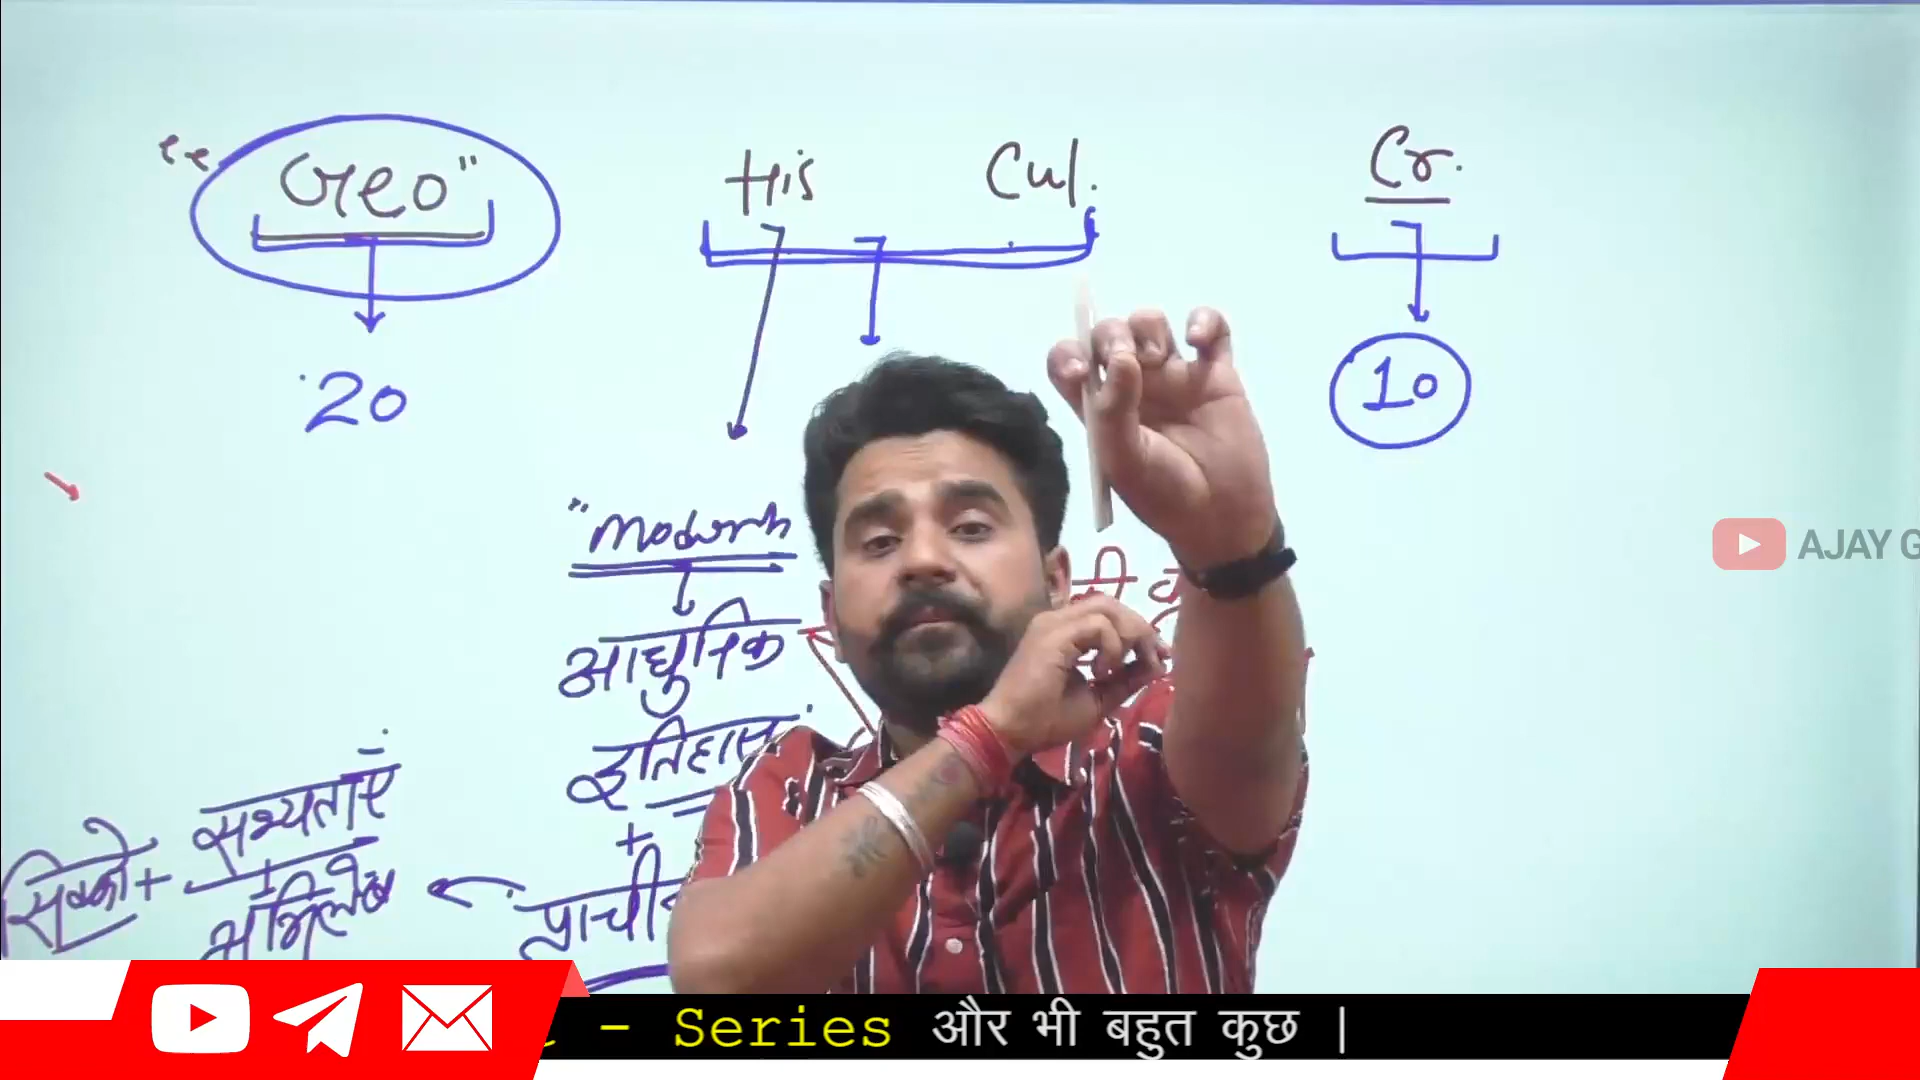 "Geo"
His Cul.
Cr.
20
10
"Modern
आधुनिक
इतिहास
+
सभ्यताएं
सिक्के +
+
अभिलेख
AJAY G
- Series और भी बहुत कुछ |